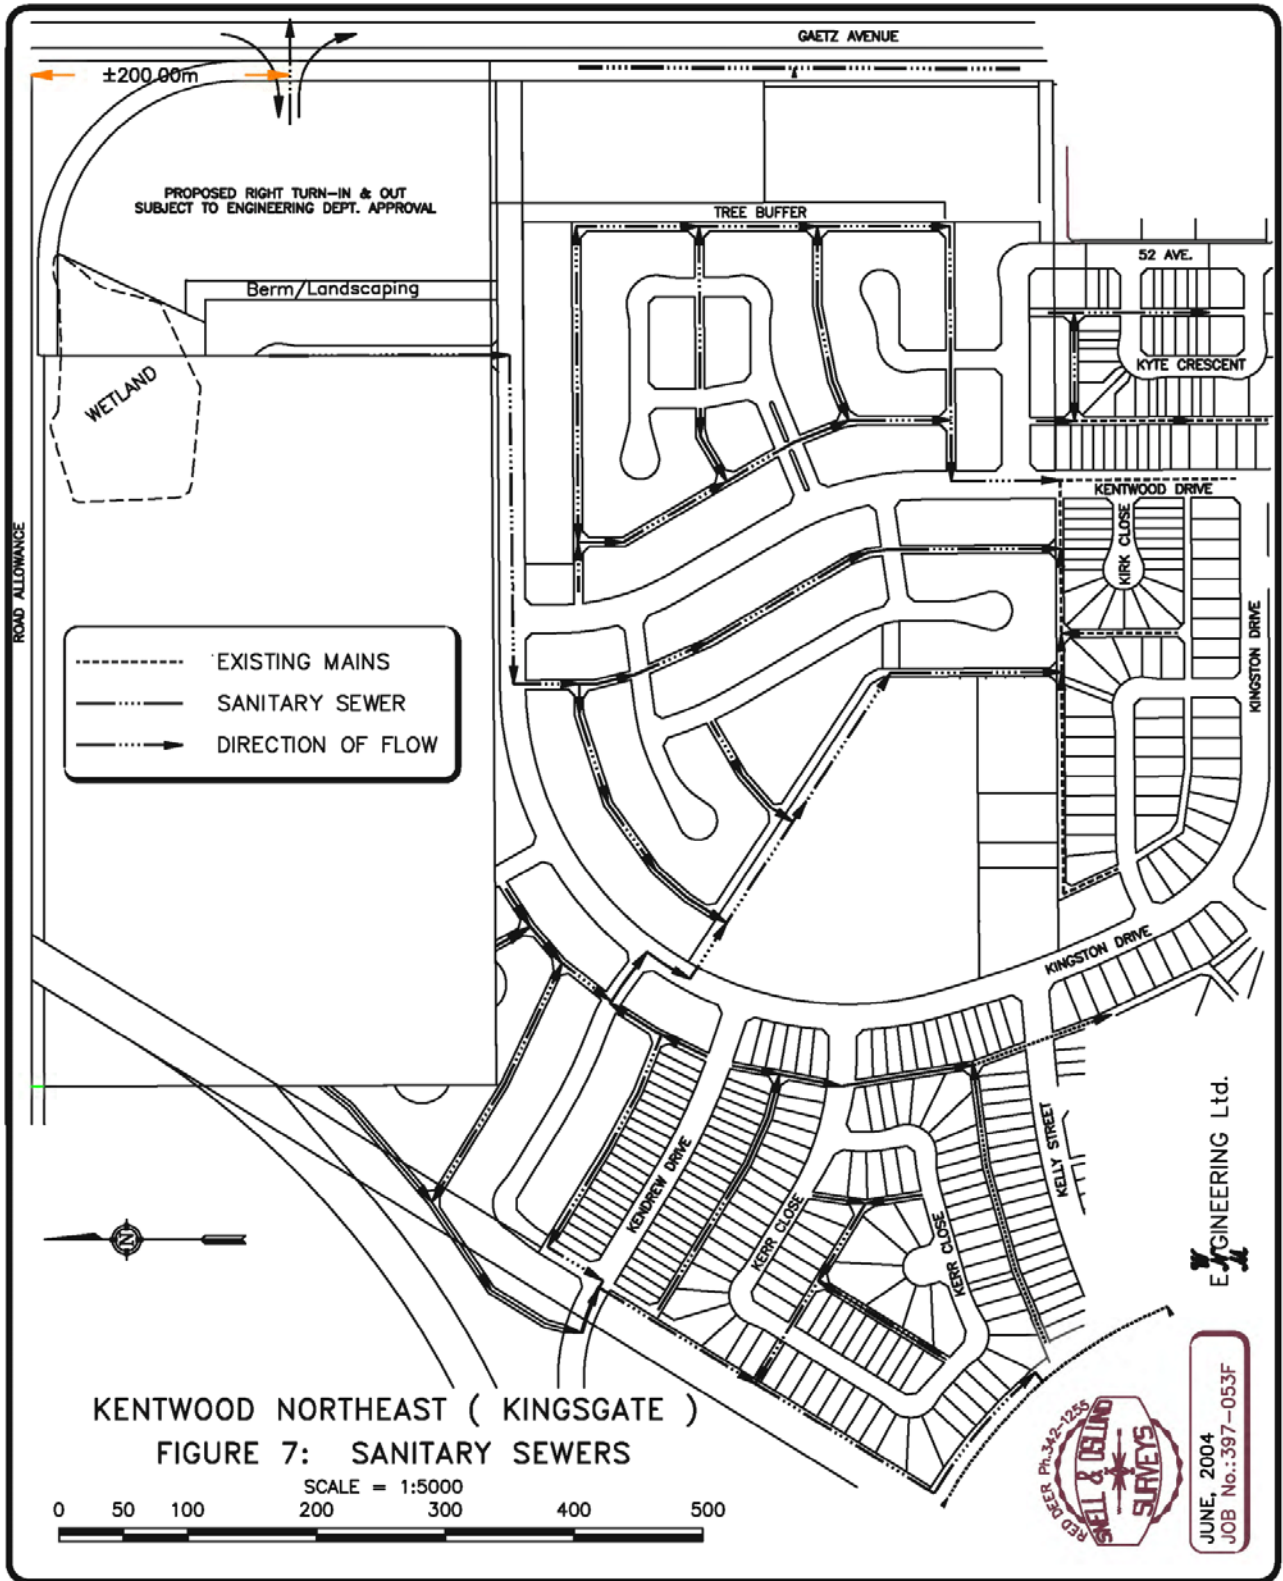 GAETZ AVENUE
±200.00m
PROPOSED RIGHT TURN-IN & OUT
SUBJECT TO ENGINEERING DEPT. APPROVAL
TREE BUFFER
52 AVE.
Berm/Landscaping
KYTE CRESCENT
WETLAND
KENTWOOD DRIVE
KIRK CLOSE
ROAD ALLOWANCE
KINGSTON DRIVE
EXISTING MAINS
SANITARY SEWER
DIRECTION OF FLOW
KINGSTON DRIVE
KELLY STREET
KENDREW DRIVE
KERR CLOSE
KERR CLOSE
N
ENGINEERING Ltd.
KENTWOOD NORTHEAST ( KINGSGATE )
FIGURE 7: SANITARY SEWERS
SCALE = 1:5000
0 50 100 200 300 400 500
RED DEER Ph.342-1255
SNELL & OSLUND
SURVEYS
JUNE, 2004
JOB No.:397-053F